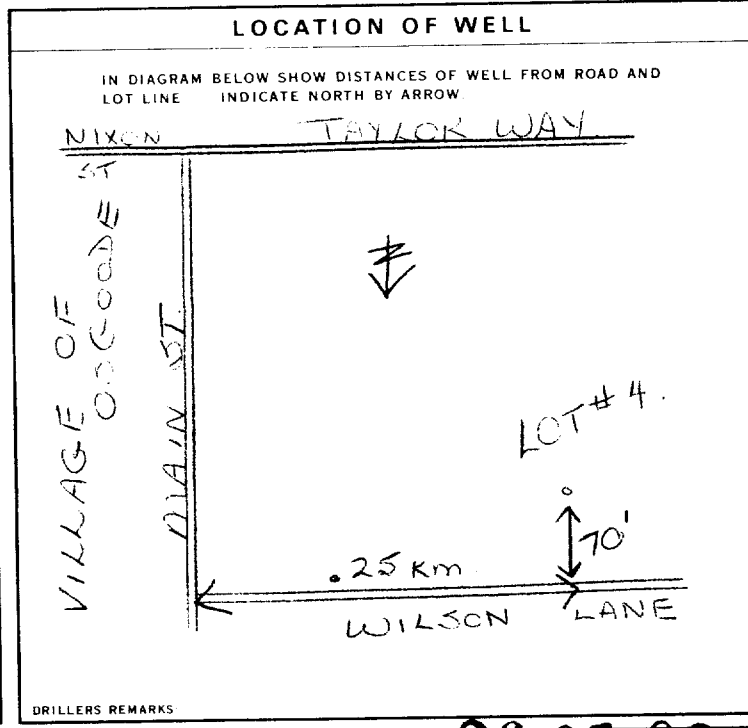 LOCATION OF WELL
IN DIAGRAM BELOW SHOW DISTANCES OF WELL FROM ROAD AND
LOT LINE INDICATE NORTH BY ARROW.
NIXON ST
TAYLOR WAY.
VILLAGE OF
OSGOODE
MAIN ST.
LOT #4.
70'
.25 km
WILSON LANE
DRILLERS REMARKS